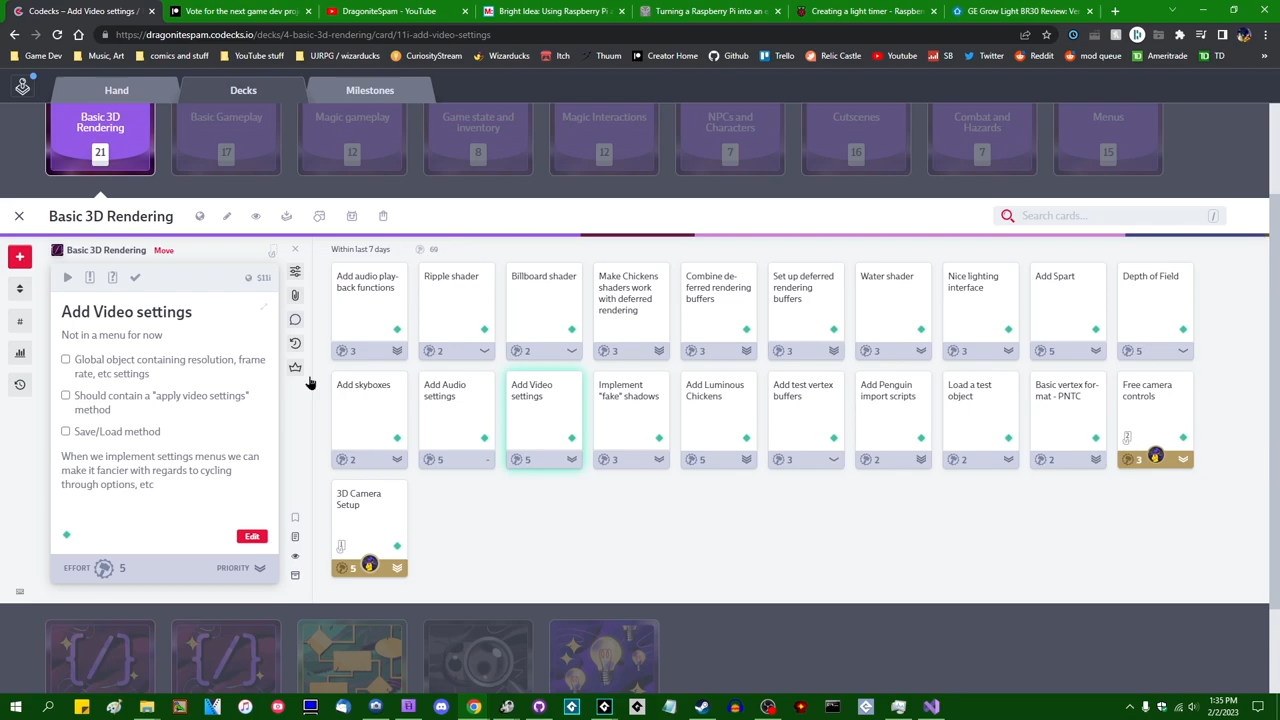 Codecks – Add Video settings /
Vote for the next game dev proj
DragoniteSpam - YouTube
Bright Idea: Using Raspberry Pi
Turning a Raspberry Pi into an e
Creating a light timer - Raspber
GE Grow Light BR30 Review: Ver
https://dragonitespam.codecks.io/decks/4-basic-3d-rendering/card/11i-add-video-settings
Game Dev
Music, Art
comics and stuff
YouTube stuff
UJRPG / wizarducks
CuriosityStream
Wizarducks
Itch
Thuum
Creator Home
Github
Trello
Relic Castle
Youtube
SB
Twitter
Reddit
mod queue
Ameritrade
TD
Hand
Decks
Milestones
Basic 3D
Rendering
21
Basic Gameplay
17
Magic gameplay
12
Game state and
inventory
8
Magic Interactions
12
NPCs and
Characters
7
Cutscenes
16
Combat and
Hazards
7
Menus
15
Basic 3D Rendering
Search cards...
/
Basic 3D Rendering
Move
Within last 7 days
69
$11i
Add Video settings
Not in a menu for now
Global object containing resolution, frame
rate, etc settings
Should contain a "apply video settings"
method
Save/Load method
When we implement settings menus we can
make it fancier with regards to cycling
through options, etc
Edit
EFFORT
5
PRIORITY
Add audio play-
back functions
3
Ripple shader
2
Billboard shader
2
Make Chickens
shaders work
with deferred
rendering
3
Combine de-
ferred rendering
buffers
3
Set up deferred
rendering
buffers
3
Water shader
3
Nice lighting
interface
3
Add Spart
5
Depth of Field
5
Add skyboxes
2
Add Audio
settings
5
Add Video
settings
5
Implement
"fake" shadows
3
Add Luminous
Chickens
5
Add test vertex
buffers
3
Add Penguin
import scripts
2
Load a test
object
2
Basic vertex for-
mat - PNTC
2
Free camera
controls
2
3
3D Camera
Setup
1
5
1:35 PM
2/2/2023